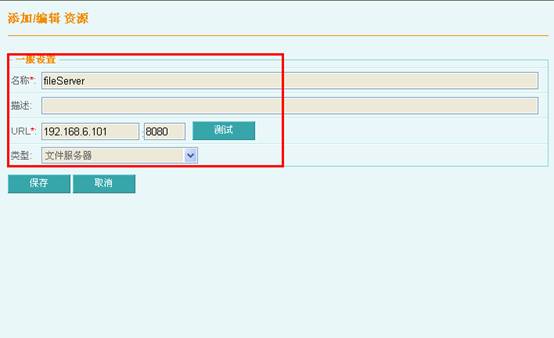 添加/编辑 资源
一般设置
名称*: fileServer
描述:
URL*: 192.168.6.101 : 8080 测试
类型: 文件服务器
保存 取消